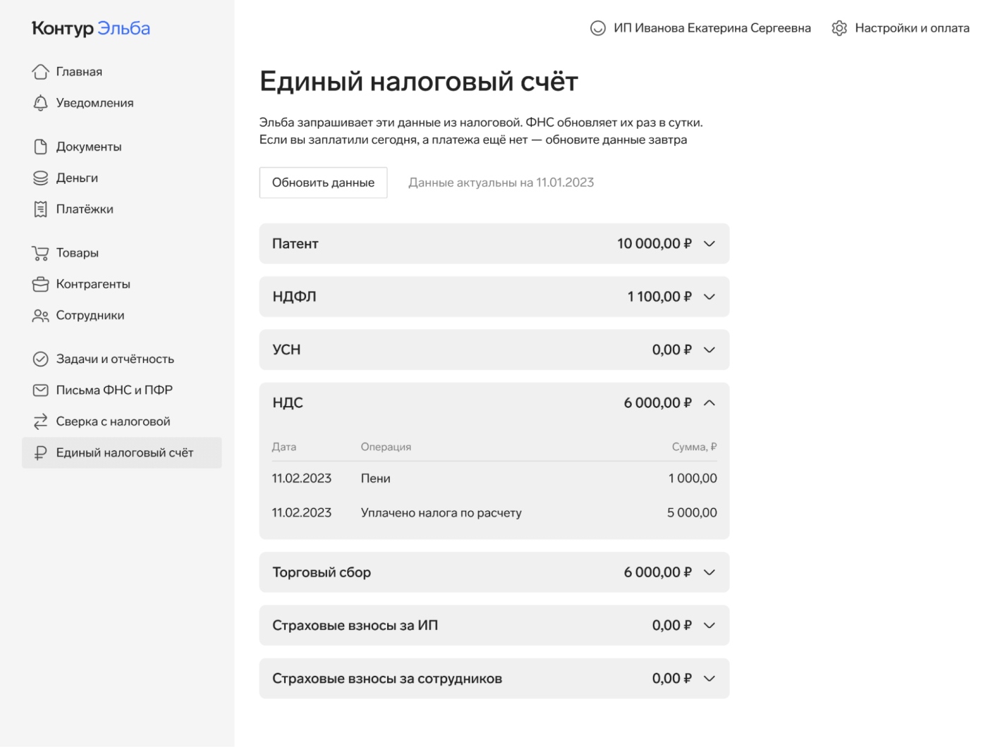 Контур Эльба
ИП Иванова Екатерина Сергеевна
Настройки и оплата
Главная
Уведомления
Документы
Деньги
Платёжки
Товары
Контрагенты
Сотрудники
Задачи и отчётность
Письма ФНС и ПФР
Сверка с налоговой
Единый налоговый счёт
Единый налоговый счёт
Эльба запрашивает эти данные из налоговой. ФНС обновляет их раз в сутки.
Если вы заплатили сегодня, а платежа ещё нет — обновите данные завтра
Обновить данные
Данные актуальны на 11.01.2023
Патент 10 000,00 ₽
НДФЛ 1 100,00 ₽
УСН 0,00 ₽
НДС 6 000,00 ₽
Дата Операция Сумма, ₽
11.02.2023 Пени 1 000,00
11.02.2023 Уплачено налога по расчету 5 000,00
Торговый сбор 6 000,00 ₽
Страховые взносы за ИП 0,00 ₽
Страховые взносы за сотрудников 0,00 ₽